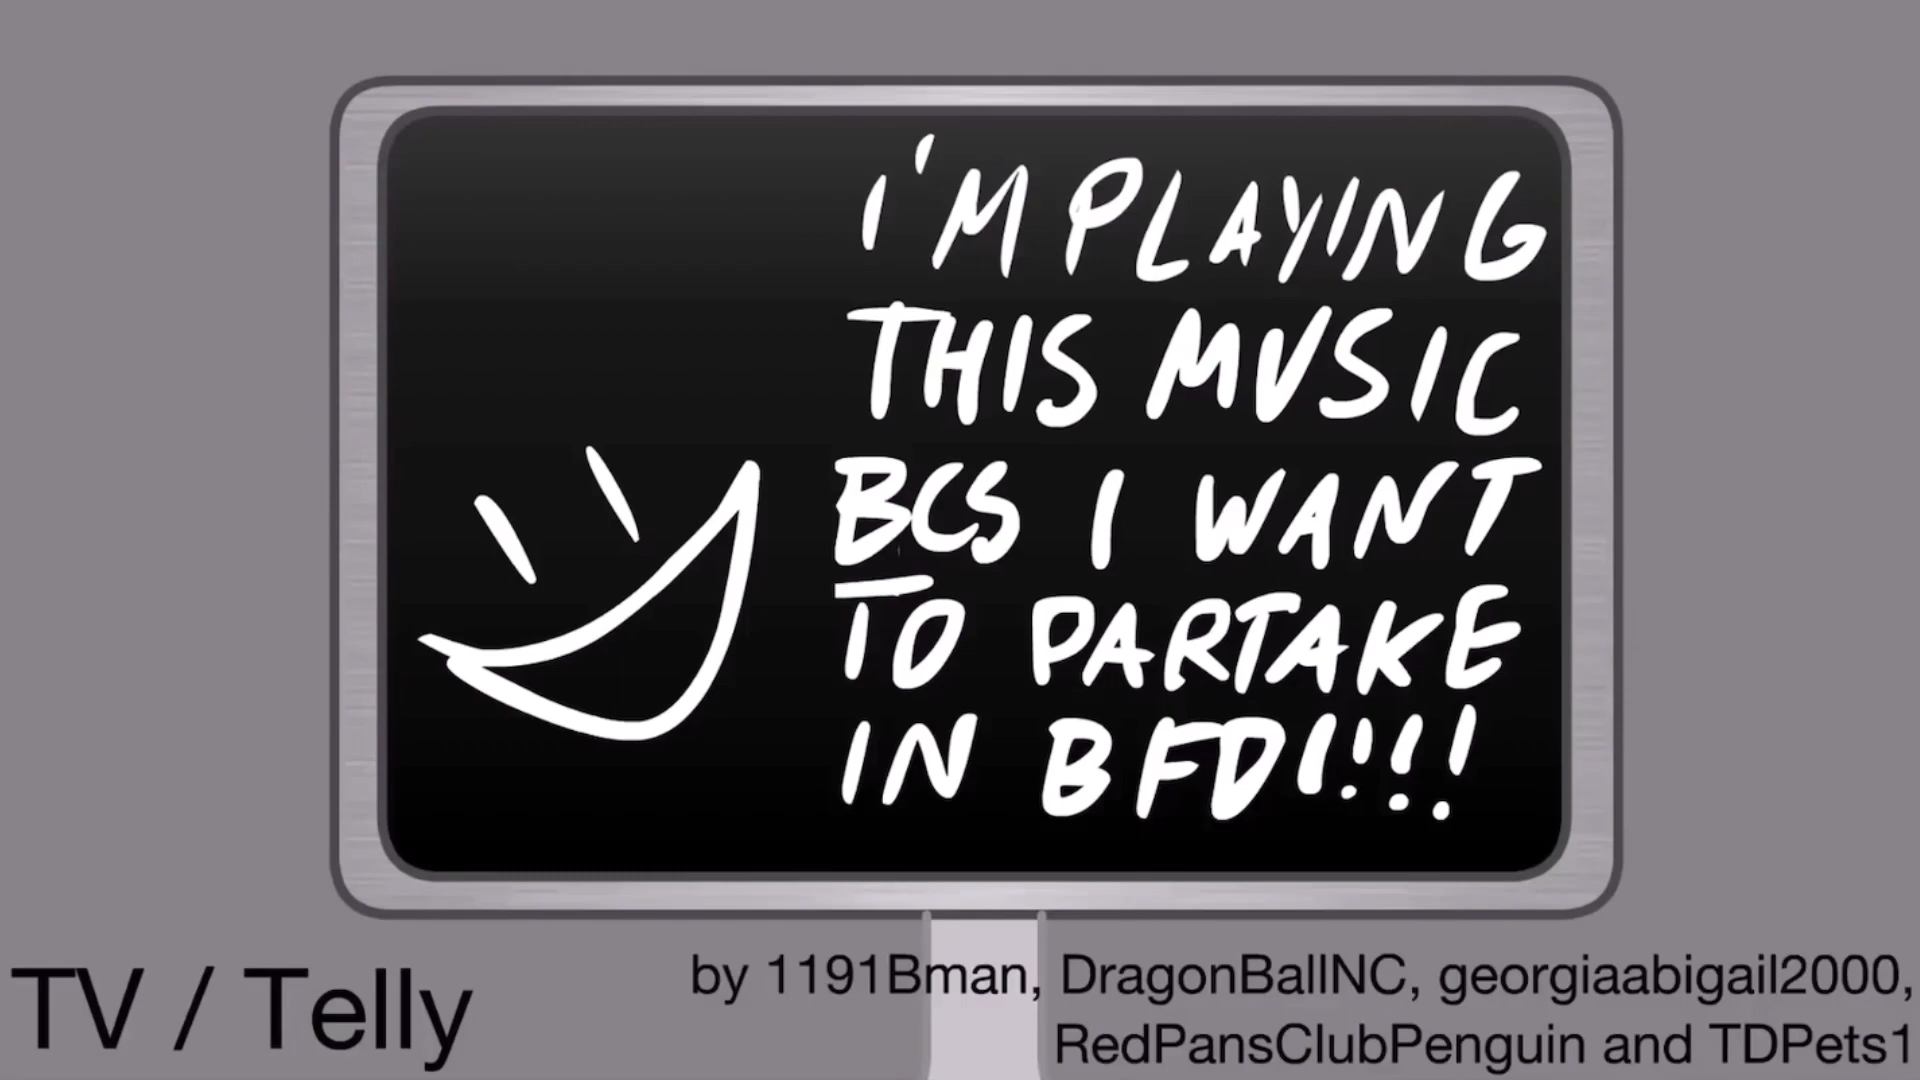 I'M PLAYING
THIS MUSIC
BCS I WANT
TO PARTAKE
IN BFDI!!!
TV / Telly
by 1191Bman, DragonBallNC, georgiaabigail2000,
RedPansClubPenguin and TDPets1